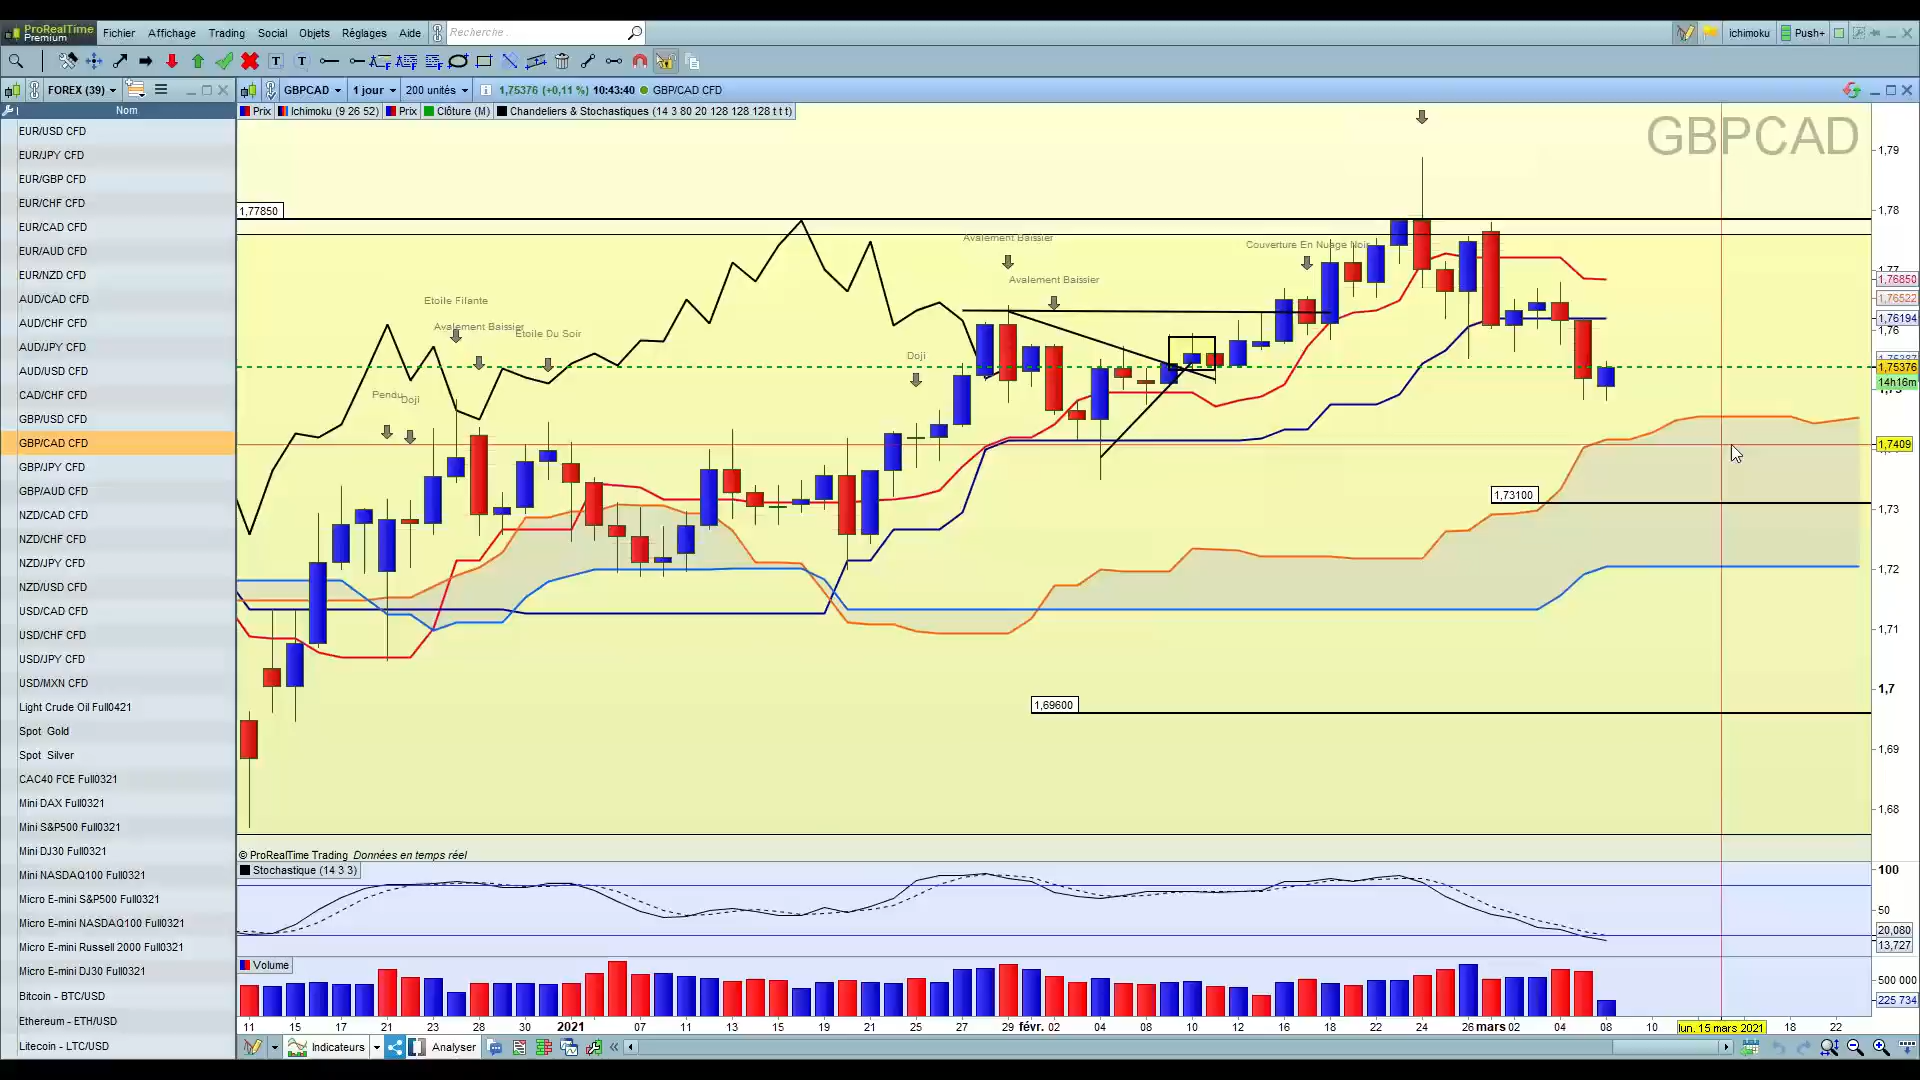 ProRealTime
Premium
Fichier Affichage Trading Social Objets Réglages Aide
Recherche...
ichimoku Push+
FOREX (39)
GBPCAD 1 jour 200 unités 1,75376 (+0,11 %) 10:43:40 GBP/CAD CFD
Nom
Prix Ichimoku (9 26 52) Prix Clôture (M) Chandeliers & Stochastiques (14 3 80 20 128 128 128 t t t)
EUR/USD CFD
EUR/JPY CFD
EUR/GBP CFD
EUR/CHF CFD
EUR/CAD CFD
EUR/AUD CFD
EUR/NZD CFD
AUD/CAD CFD
AUD/CHF CFD
AUD/JPY CFD
AUD/USD CFD
CAD/CHF CFD
GBP/USD CFD
GBP/CAD CFD
GBP/JPY CFD
GBP/AUD CFD
NZD/CAD CFD
NZD/CHF CFD
NZD/JPY CFD
NZD/USD CFD
USD/CAD CFD
USD/CHF CFD
USD/JPY CFD
USD/MXN CFD
Light Crude Oil Full0421
Spot Gold
Spot Silver
CAC40 FCE Full0321
Mini DAX Full0321
Mini S&P500 Full0321
Mini DJ30 Full0321
Mini NASDAQ100 Full0321
Micro E-mini S&P500 Full0321
Micro E-mini NASDAQ100 Full0321
Micro E-mini Russell 2000 Full0321
Micro E-mini DJ30 Full0321
Bitcoin - BTC/USD
Ethereum - ETH/USD
Litecoin - LTC/USD
GBPCAD
1,77850
Avalement Baissier
Couverture En Nuage Noir
Avalement Baissier
Etoile Filante
Avalement Baissier
Etoile Du Soir
Doji
Pendu
Doji
1,73100
1,69600
1,79
1,78
1,77
1,76850
1,76522
1,76194
1,76
1,75376
14h16m
1,7409
1,73
1,72
1,71
1,7
1,69
1,68
© ProRealTime Trading Données en temps réel
Stochastique (14 3 3)
100
50
20,080
13,727
Volume
500 000
225 734
11 15 17 21 23 28 30 2021 07 11 13 15 19 21 25 27 29 févr. 02 04 08 10 12 16 18 22 24 26 mars 02 04 08 10 lun. 15 mars 2021 18 22
Indicateurs Analyser